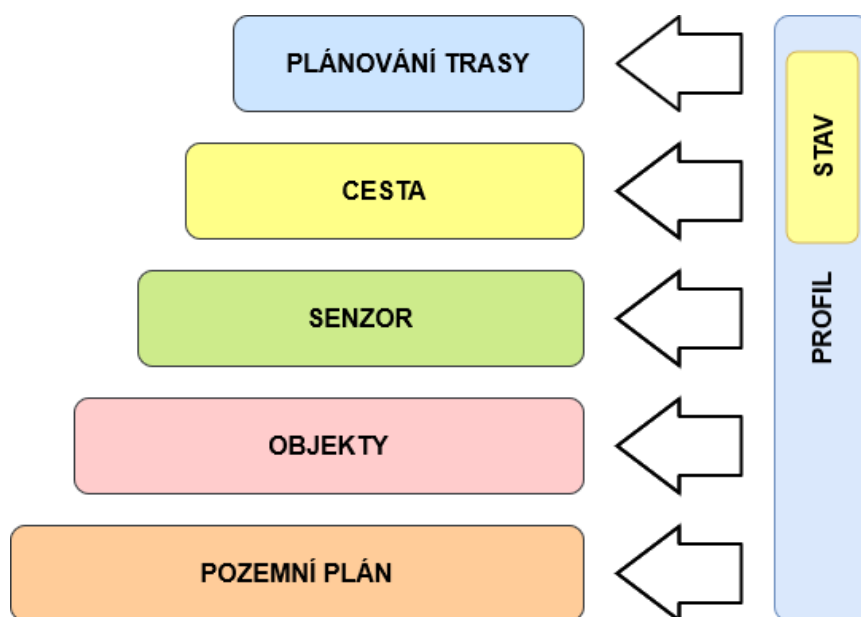 PLÁNOVÁNÍ TRASY
CESTA
SENZOR
OBJEKTY
POZEMNÍ PLÁN
STAV
PROFIL